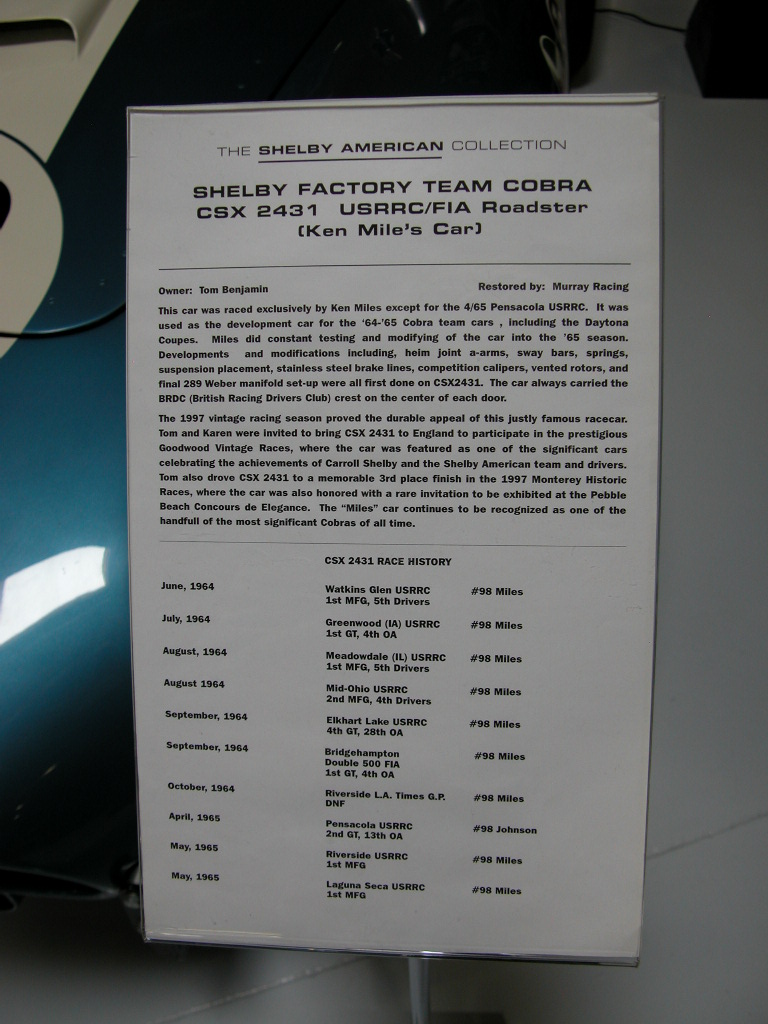 THE SHELBY AMERICAN COLLECTION
SHELBY FACTORY TEAM COBRA
CSX 2431 USRRC/FIA Roadster
(Ken Mile's Car)
Owner: Tom Benjamin Restored by: Murray Racing
This car was raced exclusively by Ken Miles except for the 4/65 Pensacola USRRC. It was
used as the development car for the '64-'65 Cobra team cars , including the Daytona
Coupes. Miles did constant testing and modifying of the car into the '65 season.
Developments and modifications including, heim joint a-arms, sway bars, springs,
suspension placement, stainless steel brake lines, competition calipers, vented rotors, and
final 289 Weber manifold set-up were all first done on CSX2431. The car always carried the
BRDC (British Racing Drivers Club) crest on the center of each door.
The 1997 vintage racing season proved the durable appeal of this justly famous racecar.
Tom and Karen were invited to bring CSX 2431 to England to participate in the prestigious
Goodwood Vintage Races, where the car was featured as one of the significant cars
celebrating the achievements of Carroll Shelby and the Shelby American team and drivers.
Tom also drove CSX 2431 to a memorable 3rd place finish in the 1997 Monterey Historic
Races, where the car was also honored with a rare invitation to be exhibited at the Pebble
Beach Concours de Elegance. The "Miles" car continues to be recognized as one of the
handfull of the most significant Cobras of all time.
CSX 2431 RACE HISTORY
June, 1964 Watkins Glen USRRC #98 Miles
1st MFG, 5th Drivers
July, 1964 Greenwood (IA) USRRC #98 Miles
1st GT, 4th OA
August, 1964 Meadowdale (IL) USRRC #98 Miles
1st MFG, 5th Drivers
August 1964 Mid-Ohio USRRC #98 Miles
2nd MFG, 4th Drivers
September, 1964 Elkhart Lake USRRC #98 Miles
4th GT, 28th OA
September, 1964 Bridgehampton #98 Miles
Double 500 FIA
1st GT, 4th OA
October, 1964 Riverside L.A. Times G.P. #98 Miles
DNF
April, 1965 Pensacola USRRC #98 Johnson
2nd GT, 13th OA
May, 1965 Riverside USRRC #98 Miles
1st MFG
May, 1965 Laguna Seca USRRC #98 Miles
1st MFG